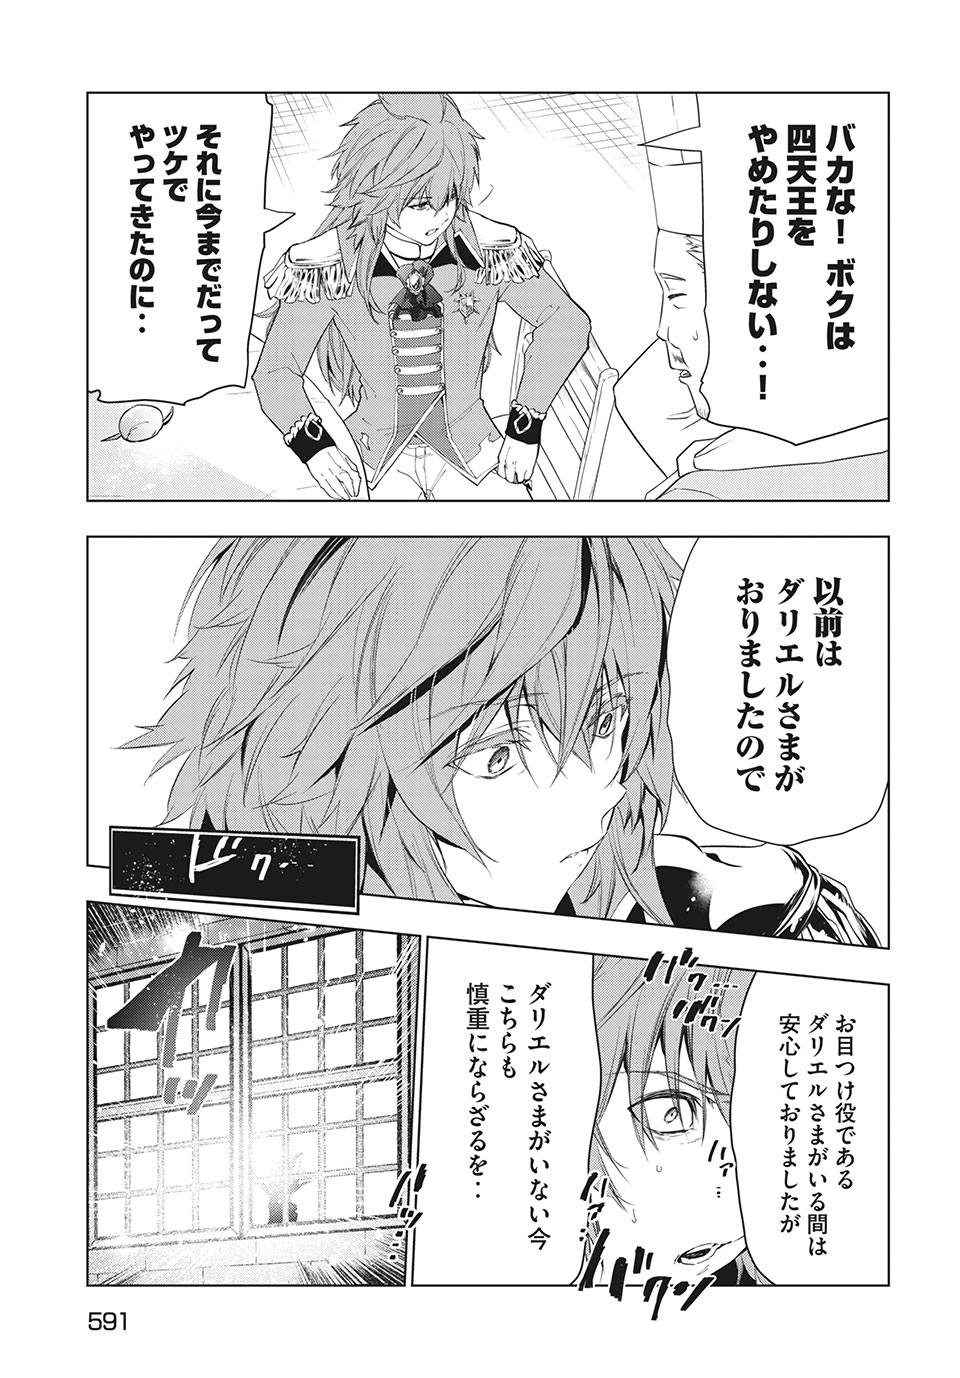 バカな！ボクは
四天王を
やめたりしない‥！
それに今までだって
ツケで
やってきたのに‥
以前は
ダリエルさまが
おりましたので
ドク…
お目つけ役である
ダリエルさまがいる間は
安心しておりましたが
ドクン
ハァ…
ハァ…
ドクン
ダリエルさまがいない今
こちらも
慎重にならざるを‥
591